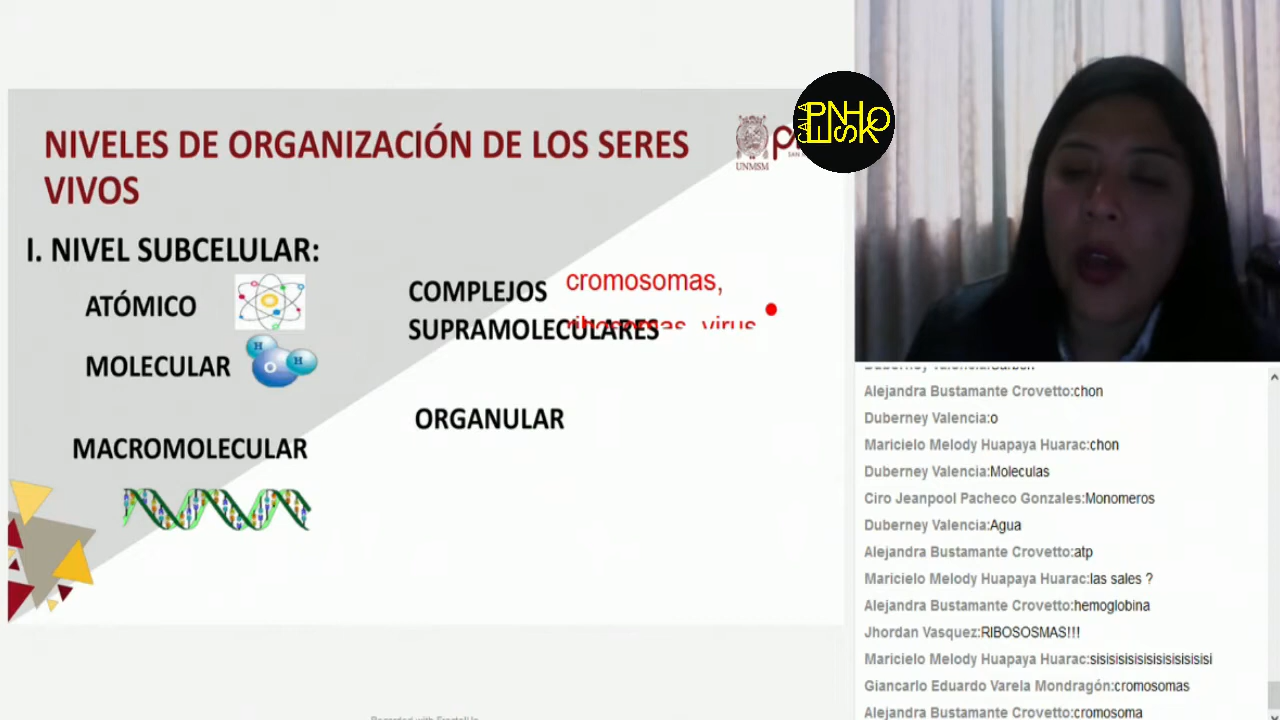 NIVELES DE ORGANIZACIÓN DE LOS SERES
VIVOS
UNMSM
I. NIVEL SUBCELULAR:
ATÓMICO
MOLECULAR
H
H
O
MACROMOLECULAR
COMPLEJOS
SUPRAMOLECULARES
cromosomas,
ribosomas, virus
ORGANULAR
Alejandra Bustamante Crovetto:chon
Duberney Valencia:o
Maricielo Melody Huapaya Huarac:chon
Duberney Valencia:Moleculas
Ciro Jeanpool Pacheco Gonzales:Monomeros
Duberney Valencia:Agua
Alejandra Bustamante Crovetto:atp
Maricielo Melody Huapaya Huarac:las sales ?
Alejandra Bustamante Crovetto:hemoglobina
Jhordan Vasquez:RIBOSOSMAS!!!
Maricielo Melody Huapaya Huarac:sisisisisisisisisisisisi
Giancarlo Eduardo Varela Mondragón:cromosomas
Alejandra Bustamante Crovetto:cromosoma